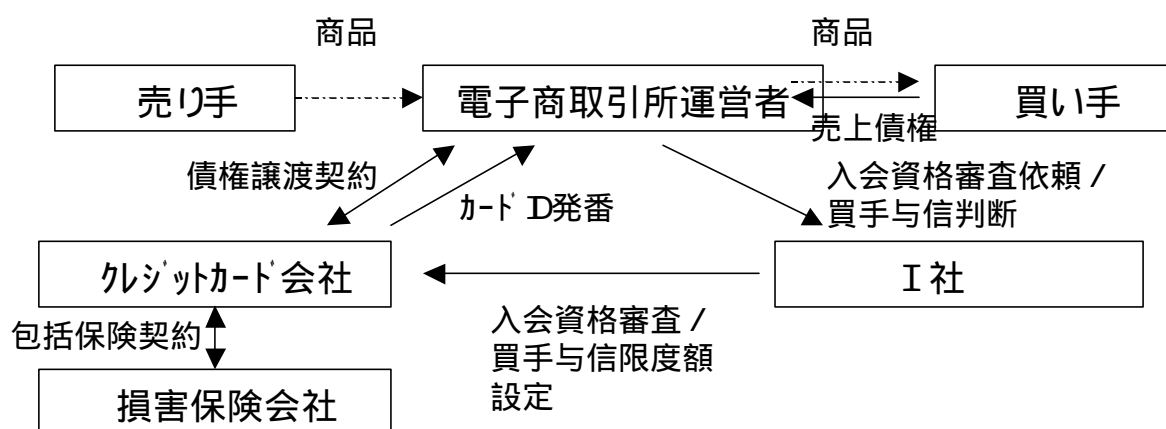 商品
商品
売り手
電子商取引所運営者
買い手
売上債権
債権譲渡契約
ｶｰﾄﾞID発番
入会資格審査依頼/
買手与信判断
ｸﾚｼﾞｯﾄｶｰﾄﾞ会社
I社
包括保険契約
入会資格審査/
買手与信限度額
設定
損害保険会社